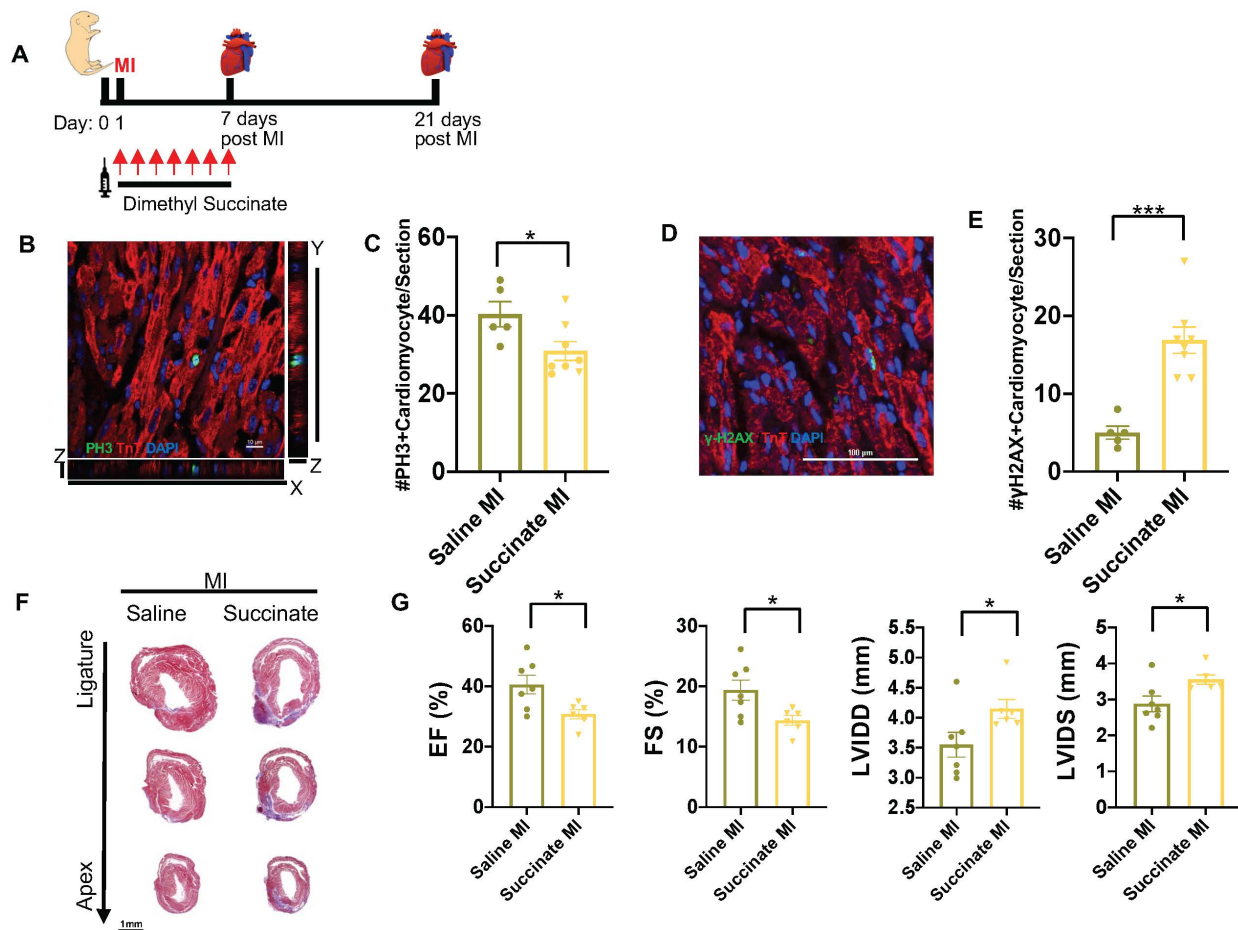 A
MI
Day: 0 1
7 days
post MI
21 days
post MI
Dimethyl Succinate
B
Y
PH3 TnT DAPI
10 µm
Z
Z
X
C
#PH3+Cardiomyocyte/Section
60
40
20
0
*
Saline MI
Succinate MI
D
γ-H2AX TnT DAPI
100 µm
E
#γH2AX+Cardiomyocyte/Section
30
20
10
0
***
Saline MI
Succinate MI
F
MI
Saline
Succinate
Ligature
Apex
1mm
G
EF (%)
60
40
20
0
*
Saline MI
Succinate MI
FS (%)
30
20
10
0
*
Saline MI
Succinate MI
LVIDD (mm)
5.5
5.0
4.5
4.0
3.5
3.0
2.5
*
Saline MI
Succinate MI
LVIDS (mm)
5
4
3
2
1
0
*
Saline MI
Succinate MI